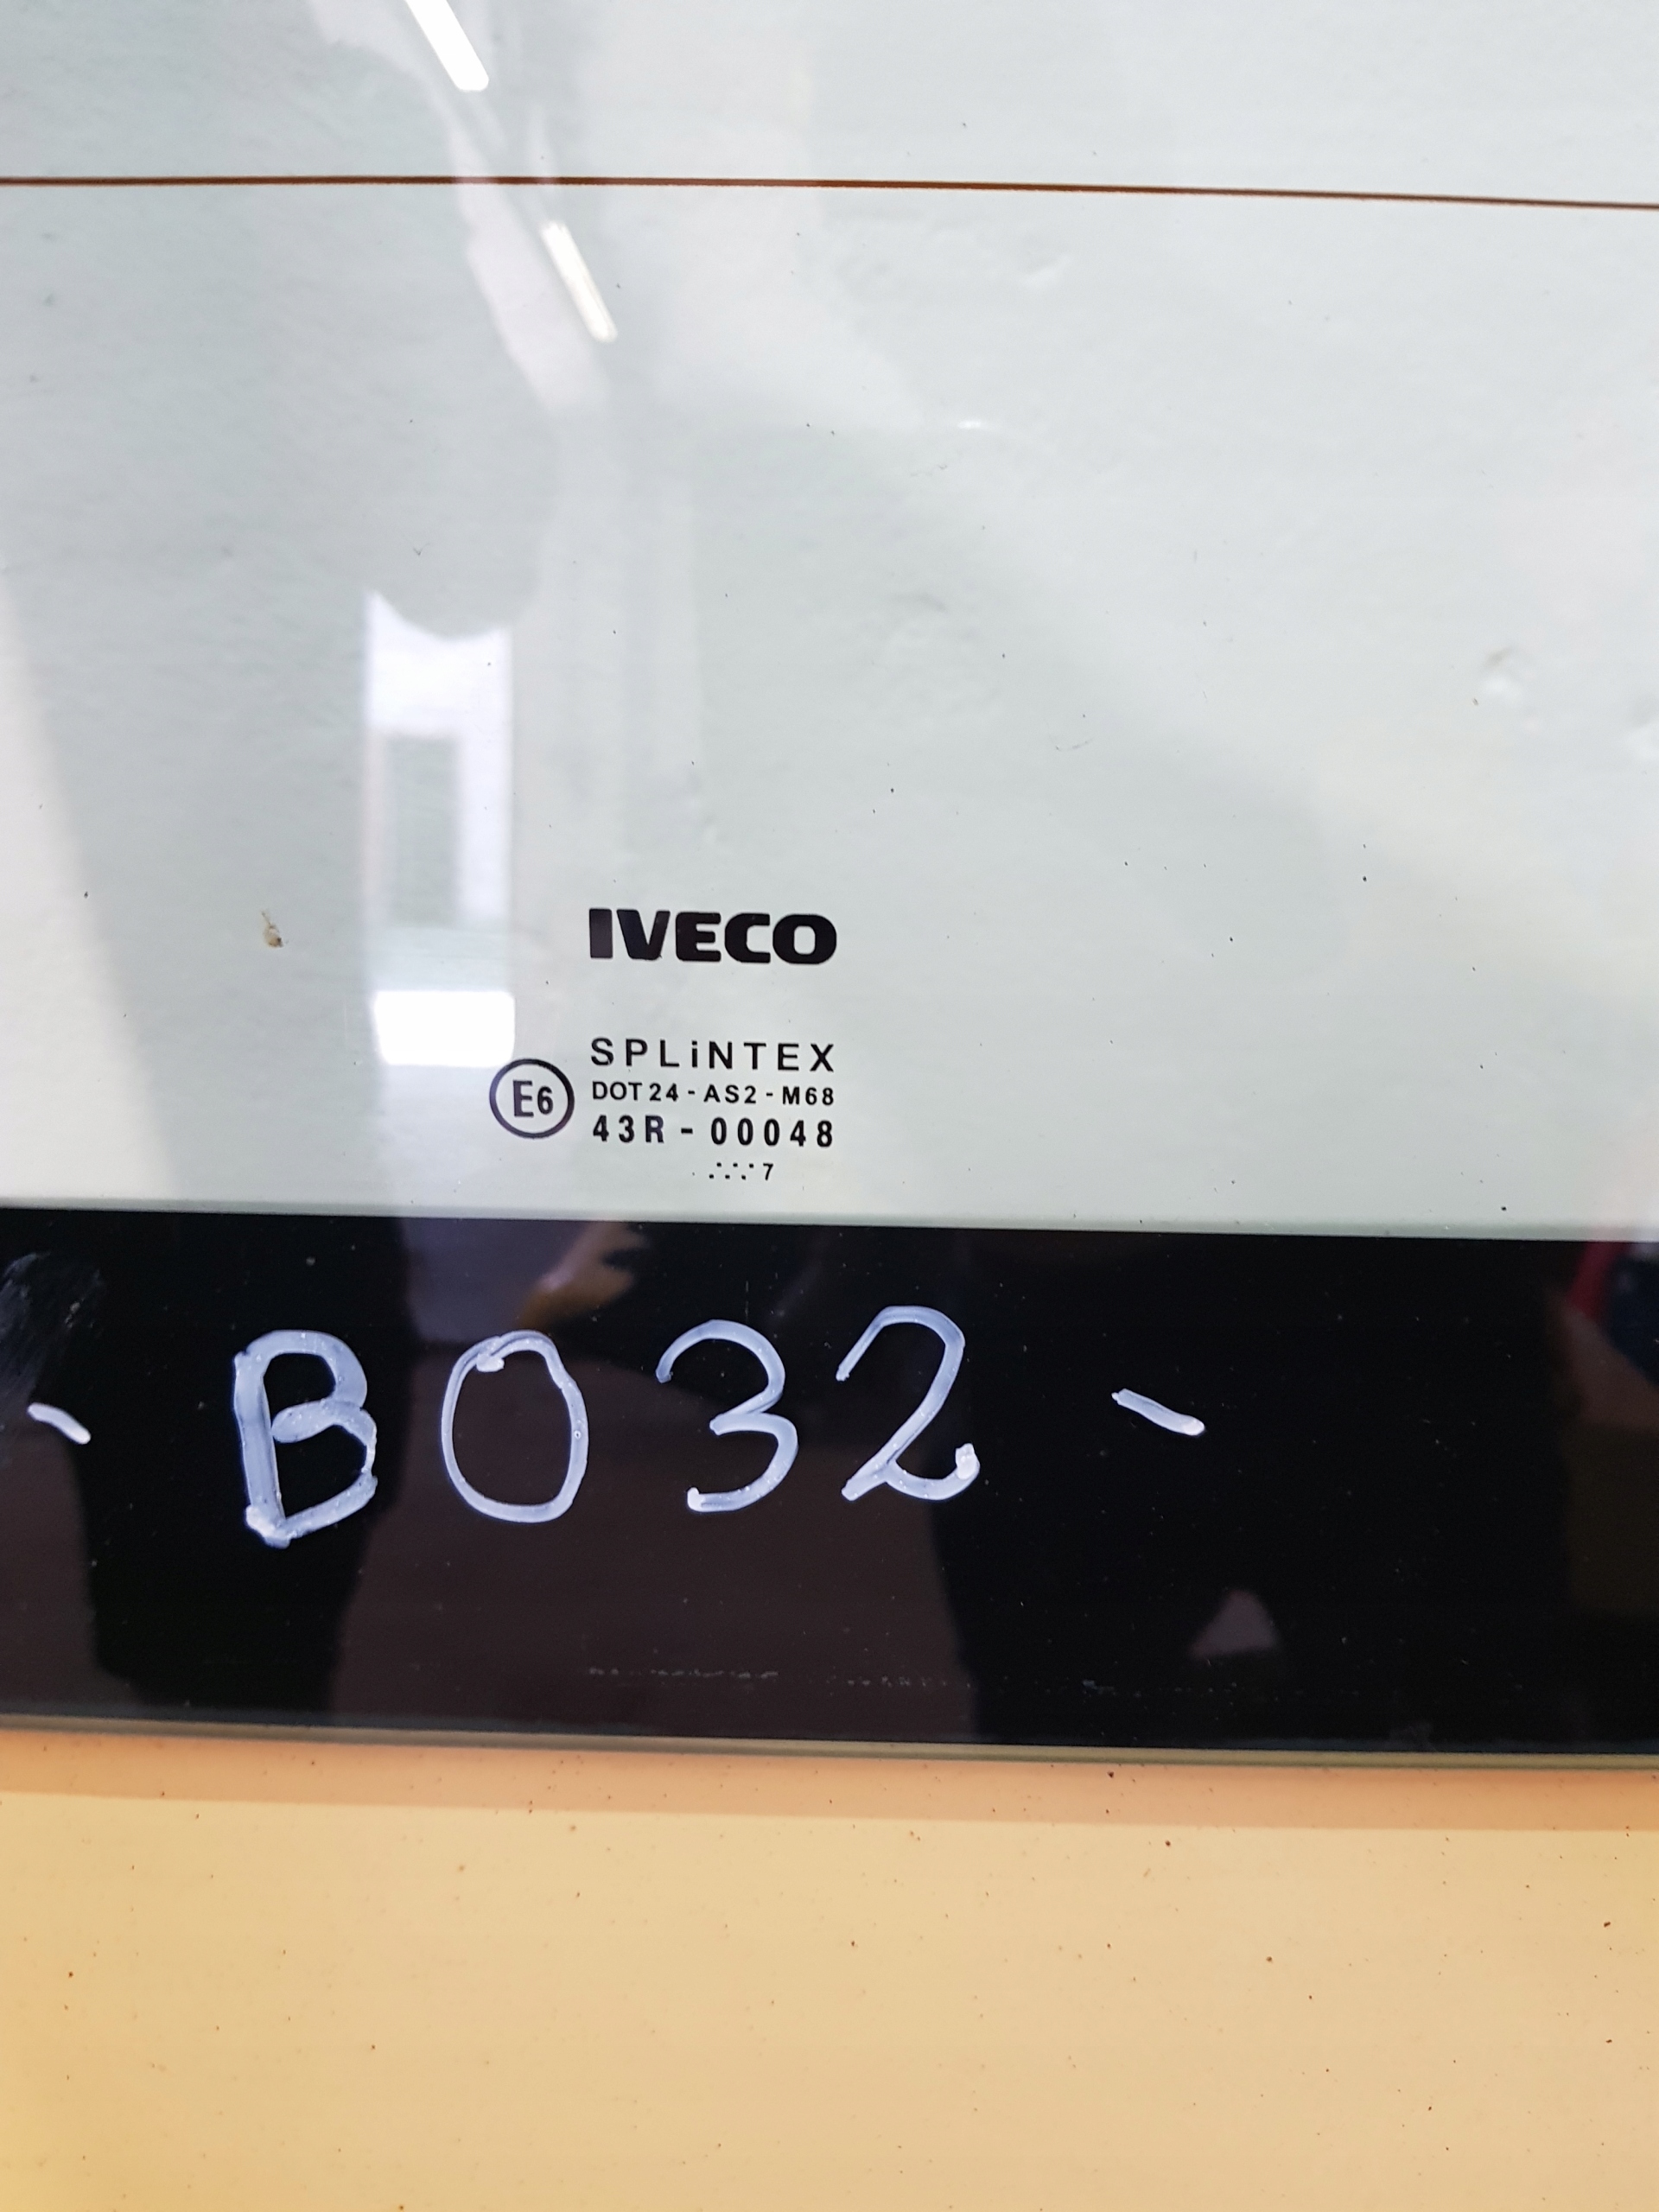 IVECO
SPLiNTEX
E6
DOT 24 - AS2 - M68
43R - 00048
.∴∵ 7
- B032 -